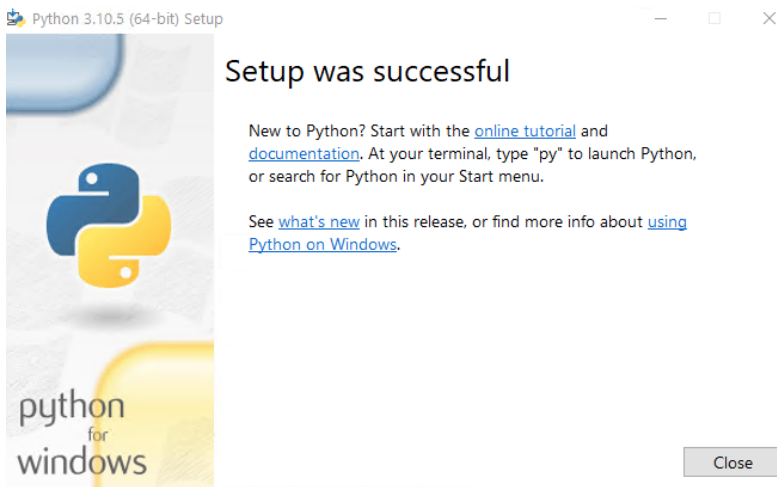 Python 3.10.5 (64-bit) Setup
Setup was successful
New to Python? Start with the online tutorial and
documentation. At your terminal, type "py" to launch Python,
or search for Python in your Start menu.
See what's new in this release, or find more info about using
Python on Windows.
python
for
windows
Close